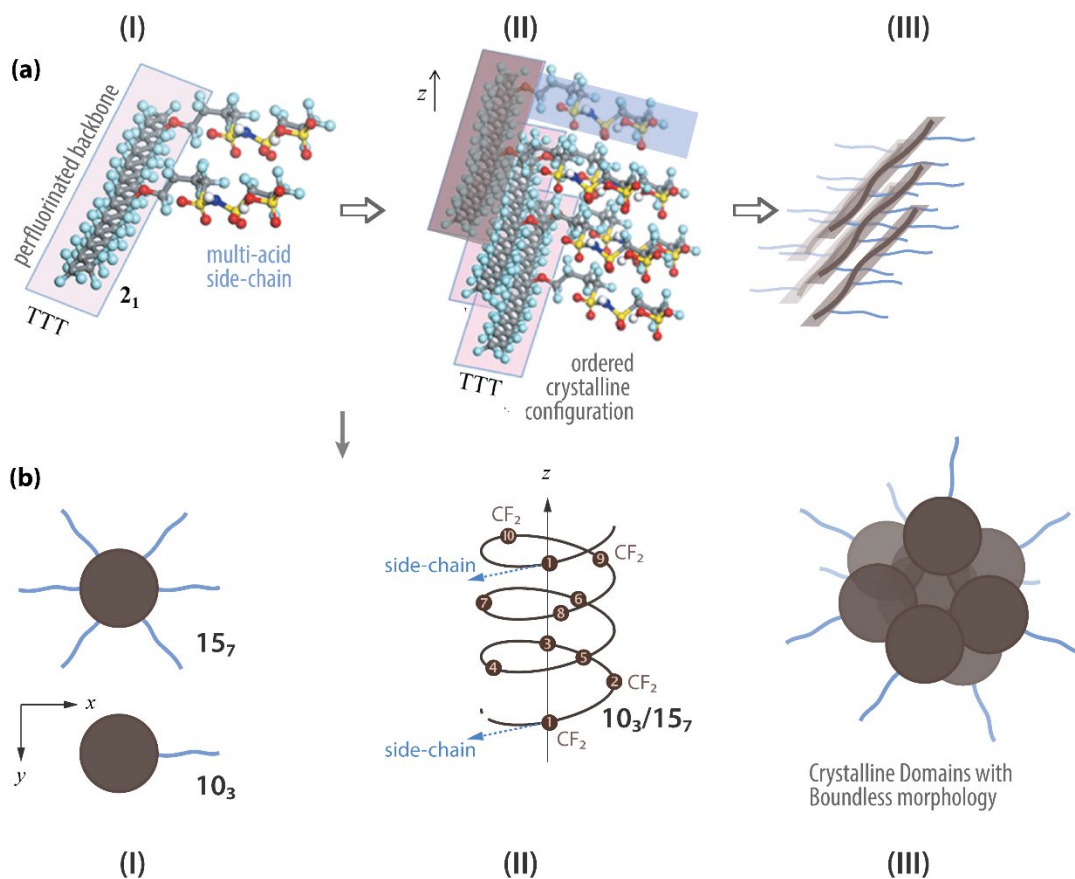 (I)
(II)
(III)
(a)
perfluorinated backbone
multi-acid
side-chain
2₁
TTT
z
TTT
ordered
crystalline
configuration
(b)
15₇
x
y
10₃
z
CF₂
10
1
9
CF₂
side-chain
7
6
8
3
4
5
2
CF₂
10₃/15₇
1
side-chain
CF₂
Crystalline Domains with
Boundless morphology
(I)
(II)
(III)